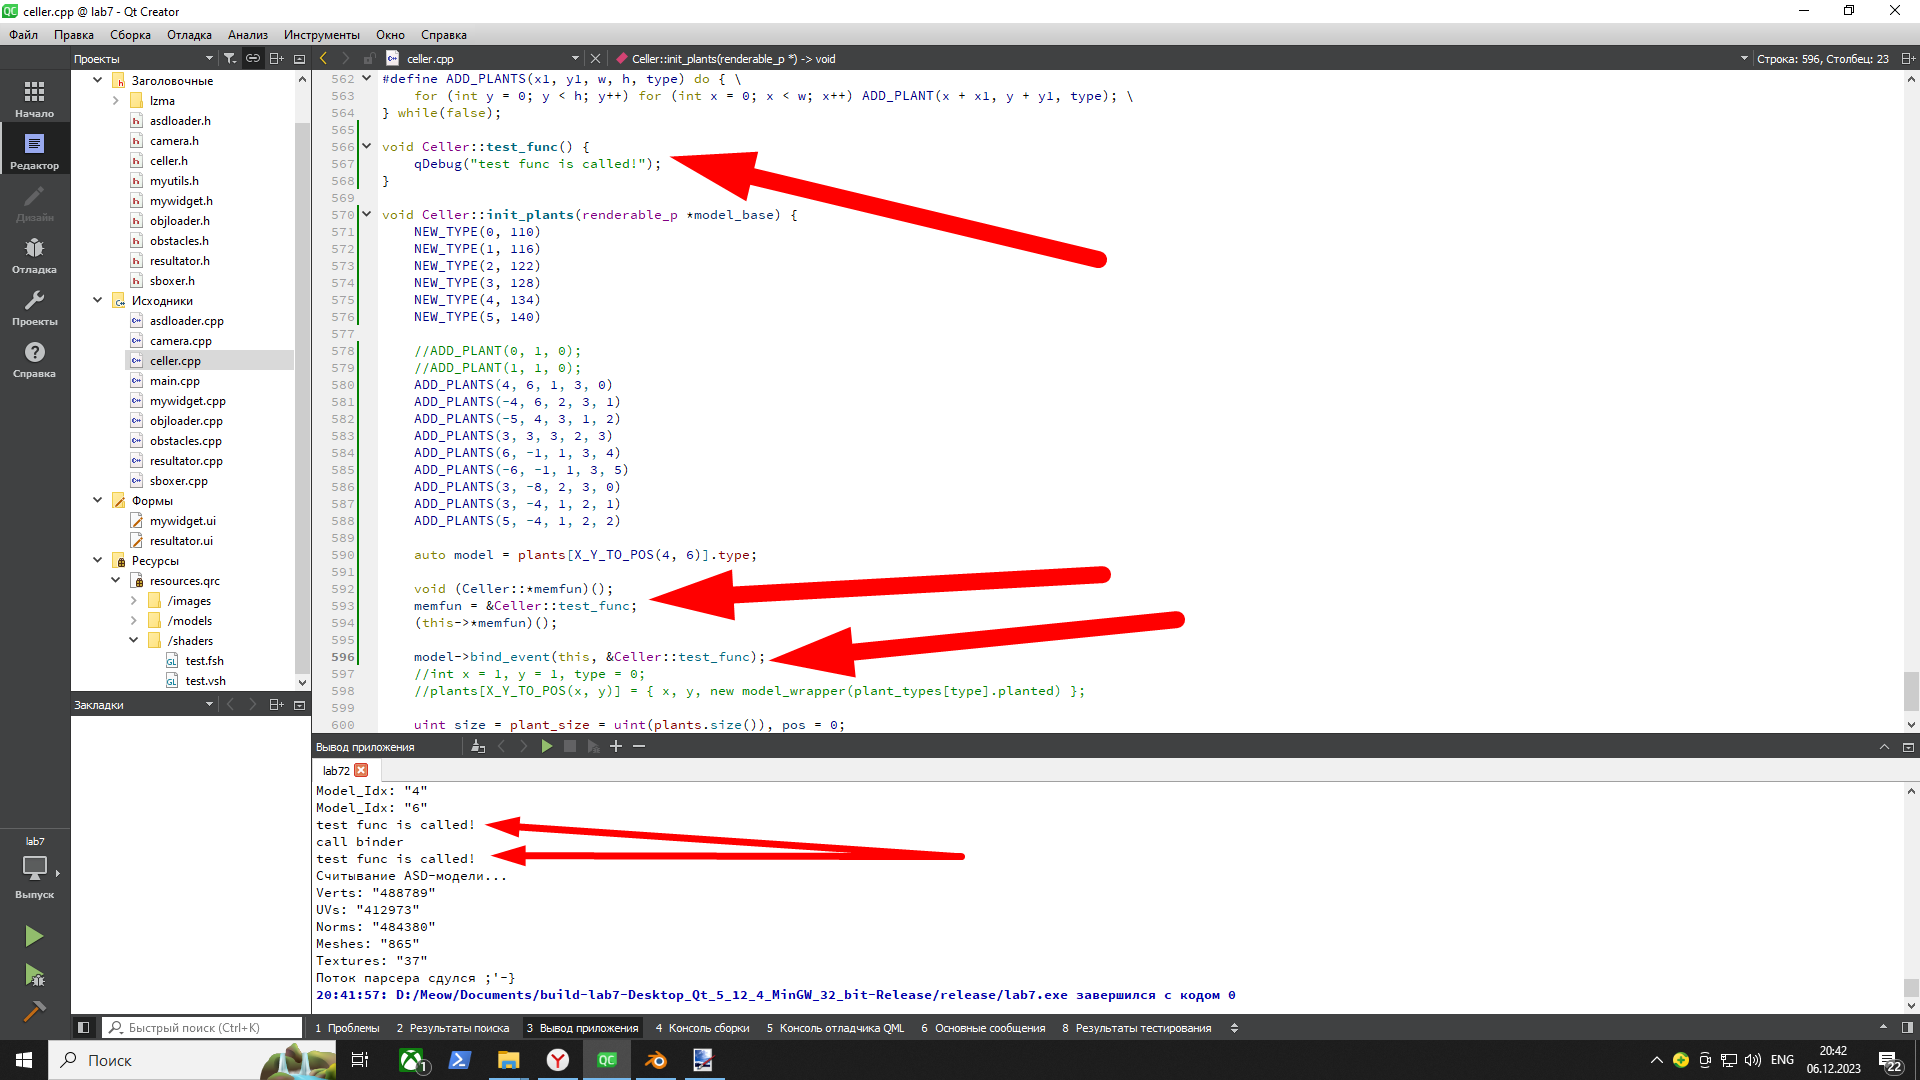 celler.cpp @ lab7 - Qt Creator
Файл Правка Сборка Отладка Анализ Инструменты Окно Справка
Проекты
celler.cpp
Celler::init_plants(renderable_p *) -> void
Строка: 596, Столбец: 23
Начало
Редактор
Дизайн
Отладка
Проекты
Справка
Заголовочные
lzma
asdloader.h
camera.h
celler.h
myutils.h
mywidget.h
objloader.h
obstacles.h
resultator.h
sboxer.h
Исходники
asdloader.cpp
camera.cpp
celler.cpp
main.cpp
mywidget.cpp
objloader.cpp
obstacles.cpp
resultator.cpp
sboxer.cpp
Формы
mywidget.ui
resultator.ui
Ресурсы
resources.qrc
/images
/models
/shaders
test.fsh
test.vsh
Закладки
562 #define ADD_PLANTS(x1, y1, w, h, type) do { \
563 for (int y = 0; y < h; y++) for (int x = 0; x < w; x++) ADD_PLANT(x + x1, y + y1, type); \
564 } while(false);
565
566 void Celler::test_func() {
567 qDebug("test func is called!");
568 }
569
570 void Celler::init_plants(renderable_p *model_base) {
571 NEW_TYPE(0, 110)
572 NEW_TYPE(1, 116)
573 NEW_TYPE(2, 122)
574 NEW_TYPE(3, 128)
575 NEW_TYPE(4, 134)
576 NEW_TYPE(5, 140)
577
578 //ADD_PLANT(0, 1, 0);
579 //ADD_PLANT(1, 1, 0);
580 ADD_PLANTS(4, 6, 1, 3, 0)
581 ADD_PLANTS(-4, 6, 2, 3, 1)
582 ADD_PLANTS(-5, 4, 3, 1, 2)
583 ADD_PLANTS(3, 3, 3, 2, 3)
584 ADD_PLANTS(6, -1, 1, 3, 4)
585 ADD_PLANTS(-6, -1, 1, 3, 5)
586 ADD_PLANTS(3, -8, 2, 3, 0)
587 ADD_PLANTS(3, -4, 1, 2, 1)
588 ADD_PLANTS(5, -4, 1, 2, 2)
589
590 auto model = plants[X_Y_TO_POS(4, 6)].type;
591
592 void (Celler::*memfun)();
593 memfun = &Celler::test_func;
594 (this->*memfun)();
595
596 model->bind_event(this, &Celler::test_func);
597 //int x = 1, y = 1, type = 0;
598 //plants[X_Y_TO_POS(x, y)] = { x, y, new model_wrapper(plant_types[type].planted) };
599
600 uint size = plant_size = uint(plants.size()), pos = 0;
Вывод приложения
lab72
Model_Idx: "4"
Model_Idx: "6"
test func is called!
call binder
test func is called!
Считывание ASD-модели...
Verts: "488789"
UVs: "412973"
Norms: "484380"
Meshes: "865"
Textures: "37"
Поток парсера сдулся ;'-}
20:41:57: D:/Meow/Documents/build-lab7-Desktop_Qt_5_12_4_MinGW_32_bit-Release/release/lab7.exe завершился с кодом 0
lab7
Выпуск
Быстрый поиск (Ctrl+K)
1 Проблемы 2 Результаты поиска 3 Вывод приложения 4 Консоль сборки 5 Консоль отладчика QML 6 Основные сообщения 8 Результаты тестирования
Поиск
1
QC
ENG
20:42
06.12.2023
22